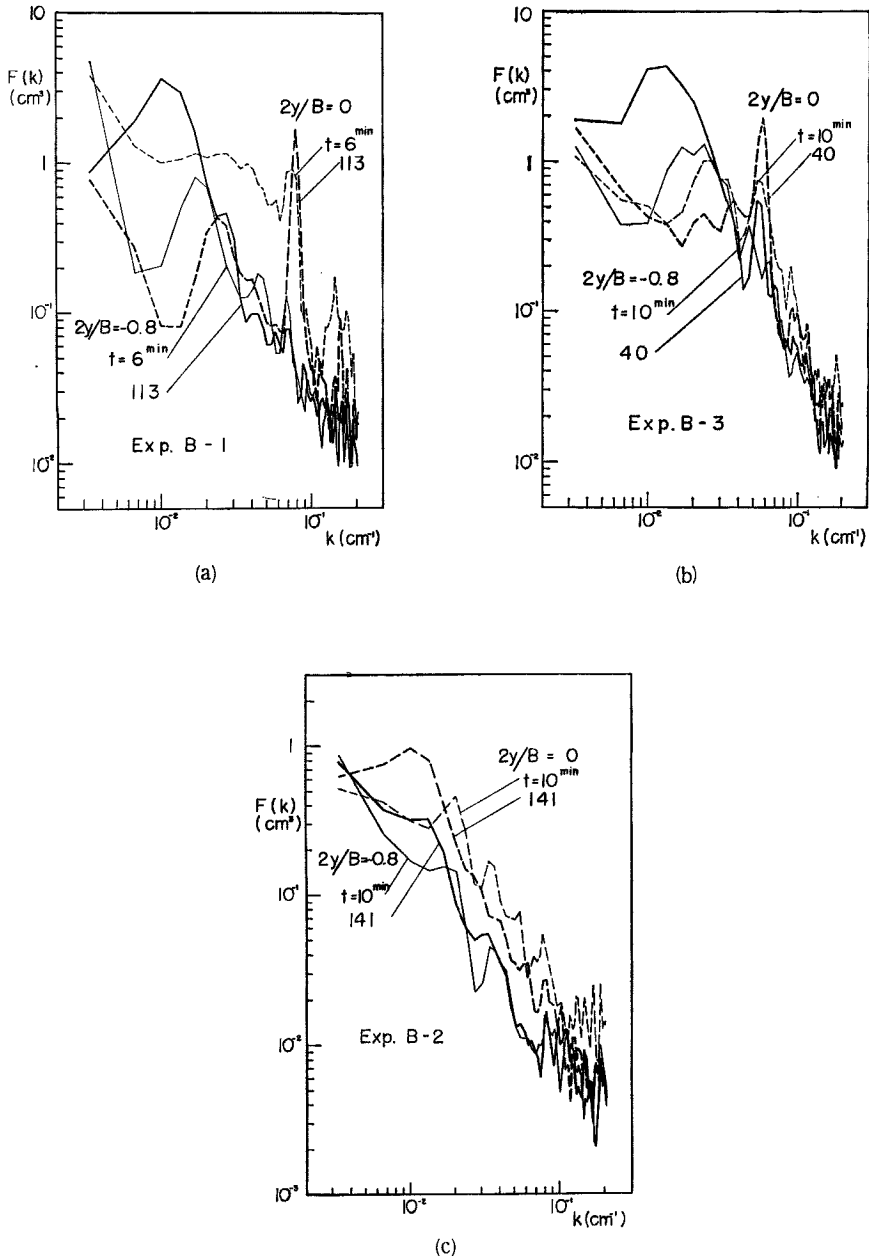 10
F(k)
(cm³)
1
10⁻¹
10⁻²
2y/B=0
t=6min
113
2y/B=-0.8
t=6min
113
Exp. B-1
10⁻²
10⁻¹
k(cm⁻¹)
(a)
10
F(k)
(cm³)
1
10⁻¹
10⁻²
2y/B=0
t=10min
40
2y/B=-0.8
t=10min
40
Exp. B-3
10⁻²
10⁻¹
k(cm⁻¹)
(b)
1
F(k)
(cm³)
10⁻¹
10⁻²
10⁻³
2y/B=0
t=10min
141
2y/B=-0.8
t=10min
141
Exp. B-2
10⁻²
10⁻¹
k(cm⁻¹)
(c)